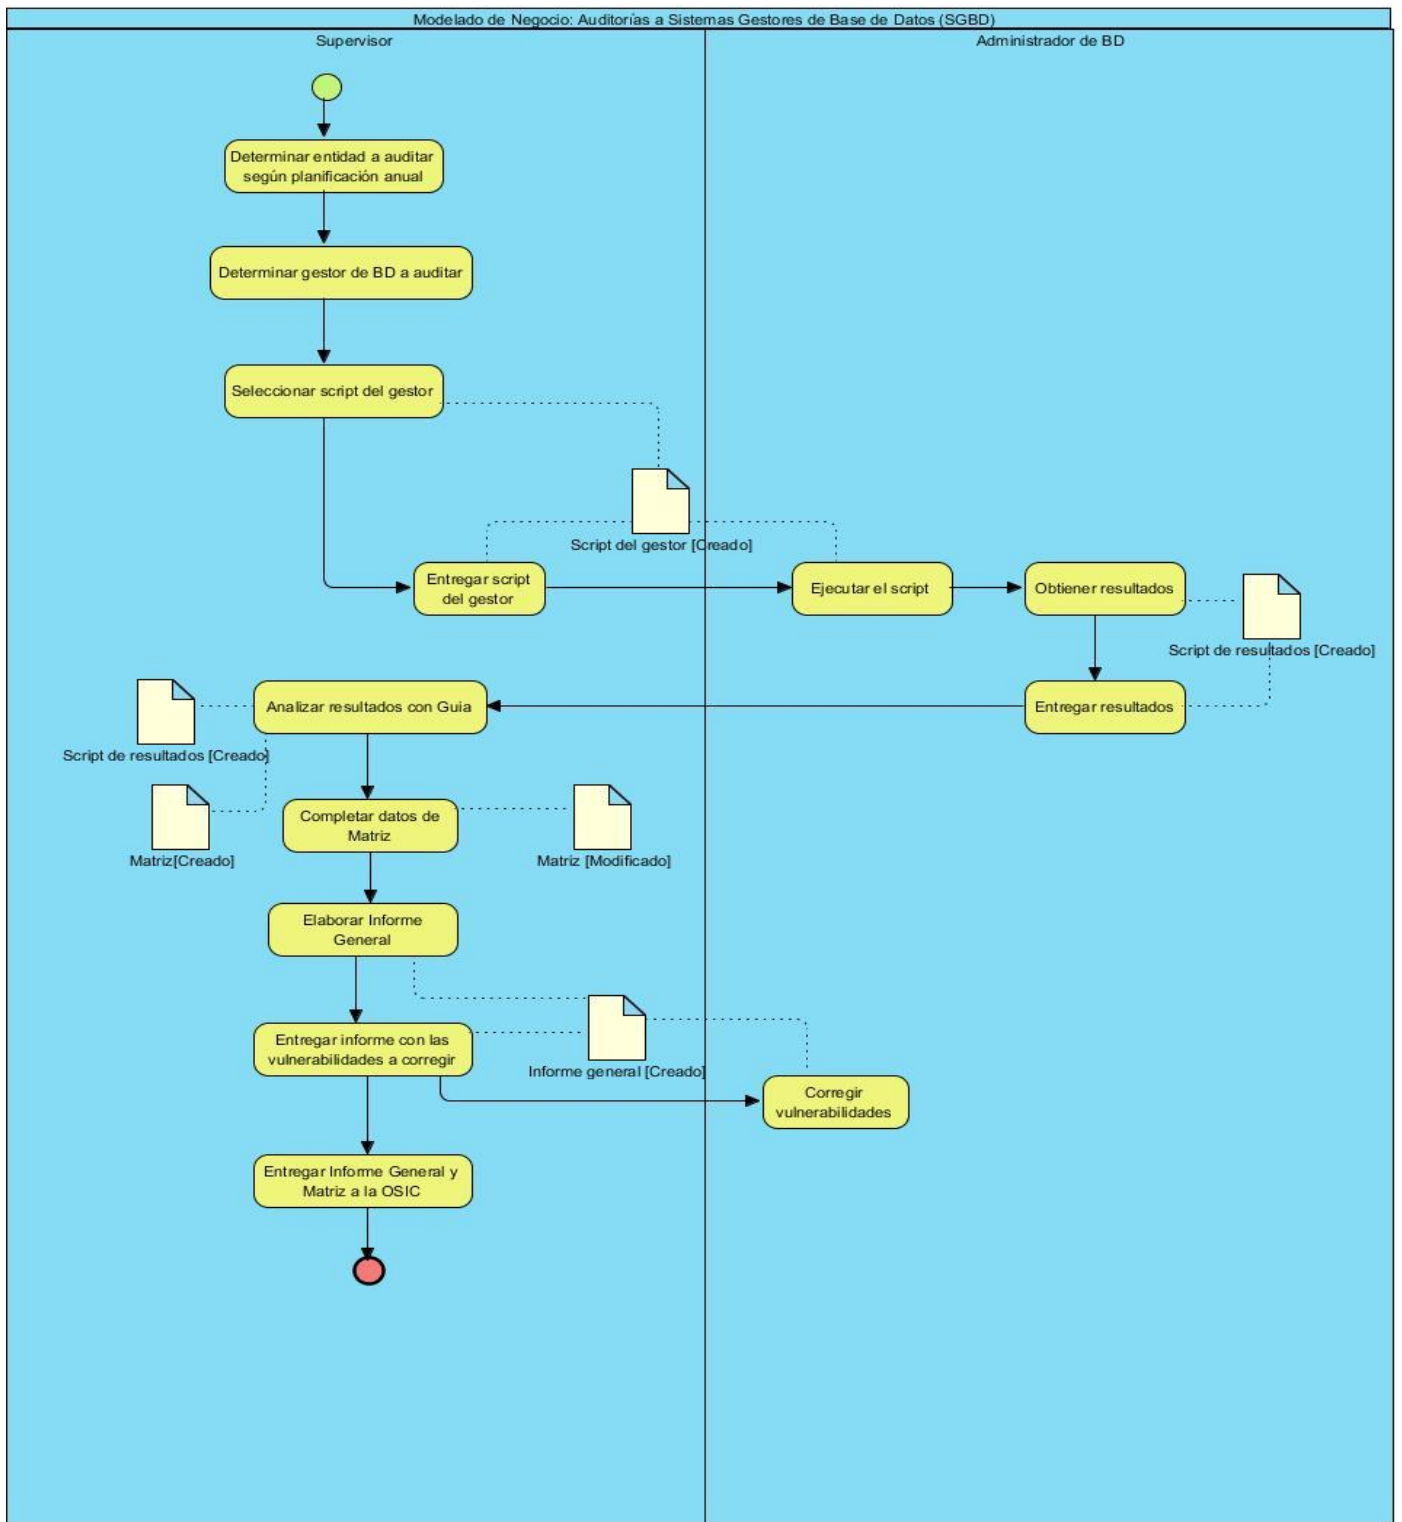 Modelado de Negocio: Auditorías a Sistemas Gestores de Base de Datos (SGBD)
Supervisor
Administrador de BD
Determinar entidad a auditar
según planificación anual
Determinar gestor de BD a auditar
Seleccionar script del gestor
Script del gestor [Creado]
Entregar script
del gestor
Ejecutar el script
Obtiener resultados
Script de resultados [Creado]
Analizar resultados con Guia
Entregar resultados
Script de resultados [Creado]
Completar datos de
Matriz
Matriz[Creado]
Matriz [Modificado]
Elaborar Informe
General
Entregar informe con las
vulnerabilidades a corregir
Informe general [Creado]
Corregir
vulnerabilidades
Entregar Informe General y
Matriz a la OSIC